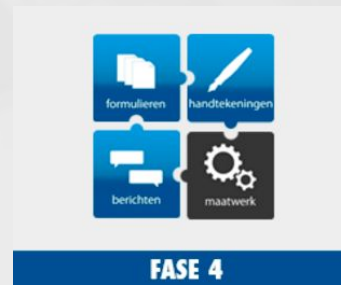 formulieren
handtekeningen
berichten
maatwerk
FASE 4